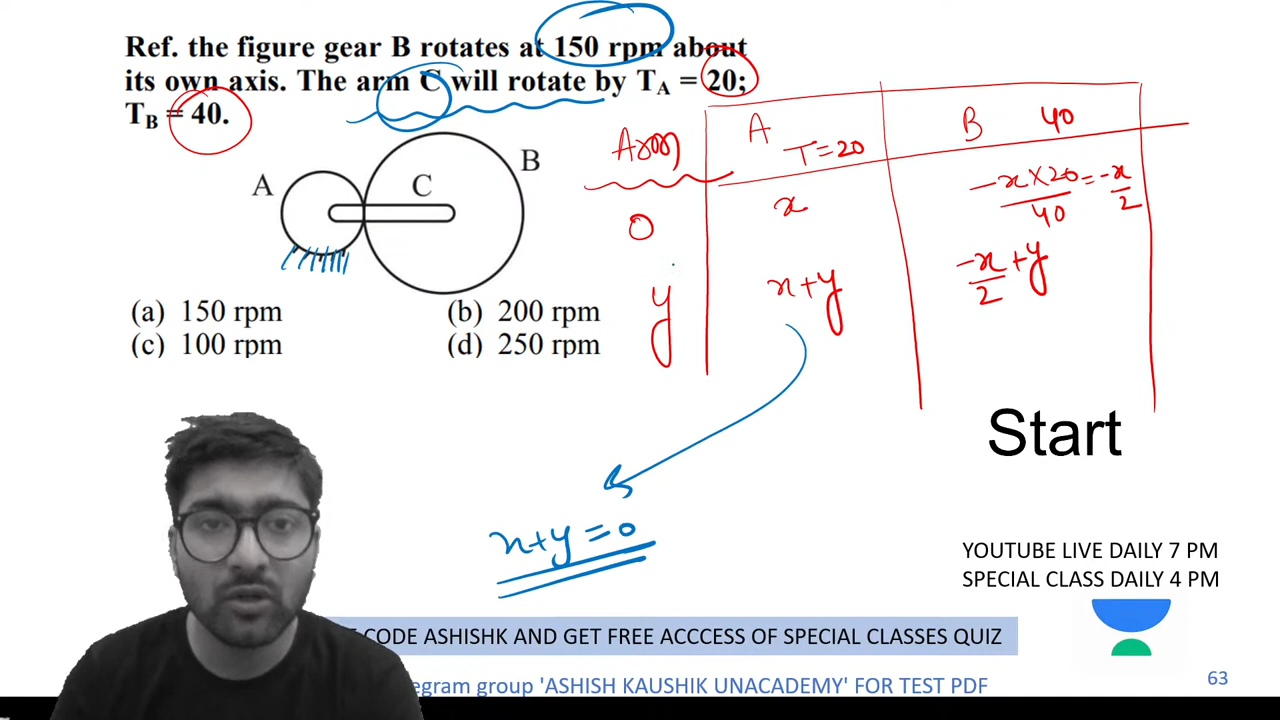 Ref. the figure gear B rotates at 150 rpm about
its own axis. The arm C will rotate by T_A = 20;
T_B = 40.
A
C
B
(a) 150 rpm
(b) 200 rpm
(c) 100 rpm
(d) 250 rpm
Arm
A
T=20
B 40
0
x
-x×20/40 = -x/2
y
x+y
-x/2+y
x+y=0
Start
YOUTUBE LIVE DAILY 7 PM
SPECIAL CLASS DAILY 4 PM
CODE ASHISHK AND GET FREE ACCCESS OF SPECIAL CLASSES QUIZ
egram group 'ASHISH KAUSHIK UNACADEMY' FOR TEST PDF
63